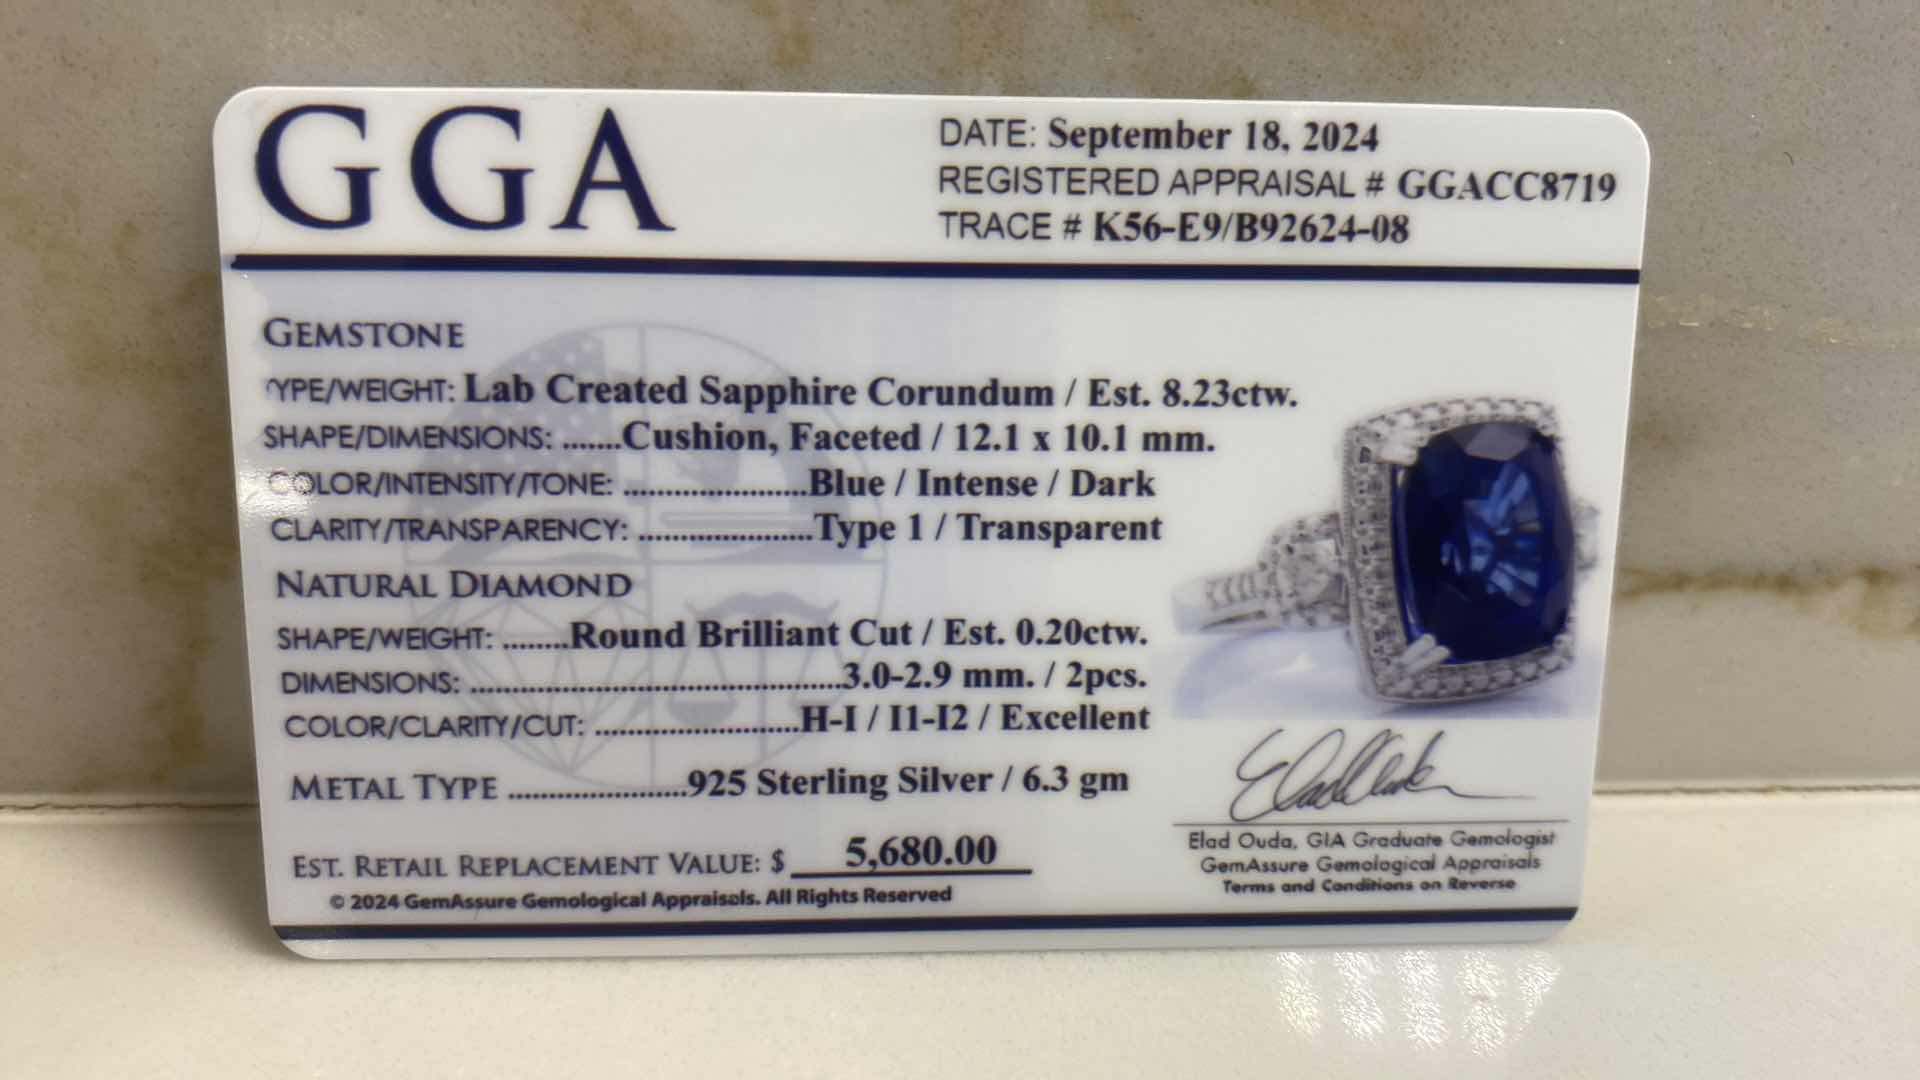 GGA
DATE: September 18, 2024
REGISTERED APPRAISAL # GGACC8719
TRACE # K56-E9/B92624-08
GEMSTONE
TYPE/WEIGHT: Lab Created Sapphire Corundum / Est. 8.23ctw.
SHAPE/DIMENSIONS: .......Cushion, Faceted / 12.1 x 10.1 mm.
COLOR/INTENSITY/TONE: ......................Blue / Intense / Dark
CLARITY/TRANSPARENCY: .....................Type 1 / Transparent
NATURAL DIAMOND
SHAPE/WEIGHT: ........Round Brilliant Cut / Est. 0.20ctw.
DIMENSIONS: ............................................3.0-2.9 mm. / 2pcs.
COLOR/CLARITY/CUT: ........................H-I / I1-I2 / Excellent
METAL TYPE .....................925 Sterling Silver / 6.3 gm
EST. RETAIL REPLACEMENT VALUE: $ 5,680.00
© 2024 GemAssure Gemological Appraisals. All Rights Reserved
Elad Ouda, GIA Graduate Gemologist
GemAssure Gemological Appraisals
Terms and Conditions on Reverse